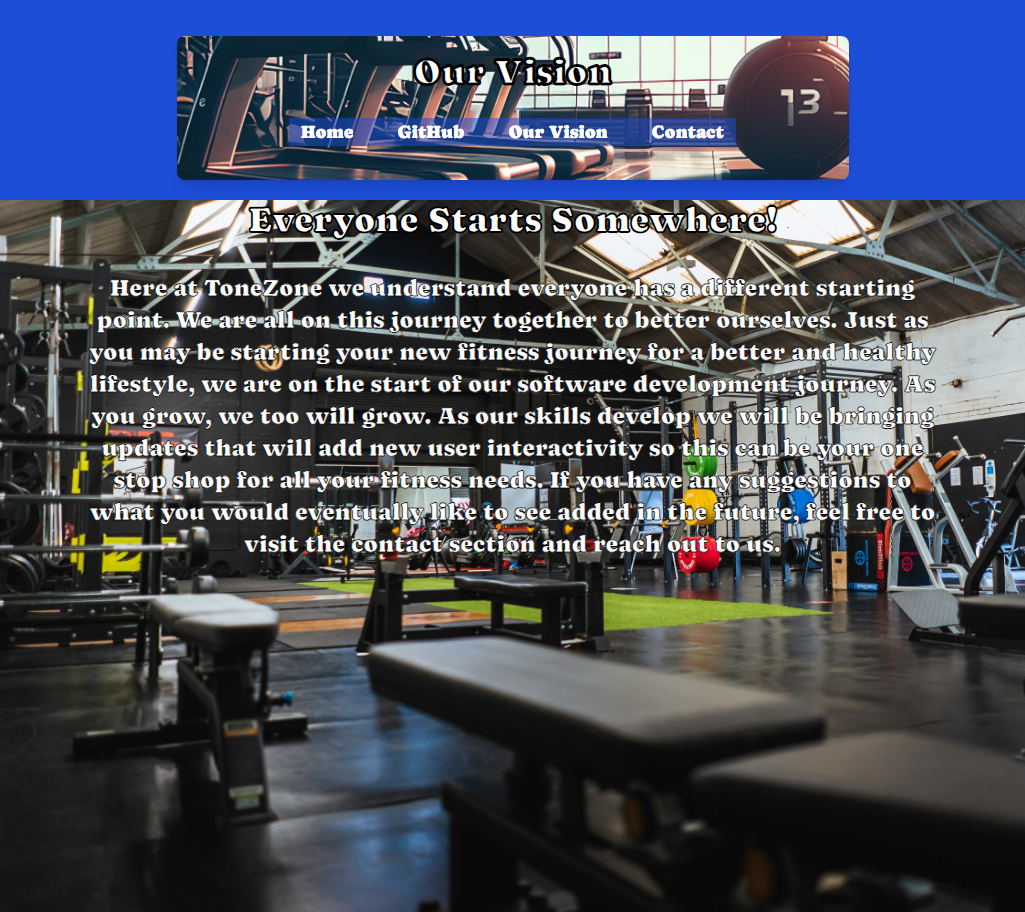 Our Vision
Home GitHub Our Vision Contact
13
Everyone Starts Somewhere!
Here at ToneZone we understand everyone has a different starting
point. We are all on this journey together to better ourselves. Just as
you may be starting your new fitness journey for a better and healthy
lifestyle, we are on the start of our software development journey. As
you grow, we too will grow. As our skills develop we will be bringing
updates that will add new user interactivity so this can be your one
stop shop for all your fitness needs. If you have any suggestions to
what you would eventually like to see added in the future, feel free to
visit the contact section and reach out to us.